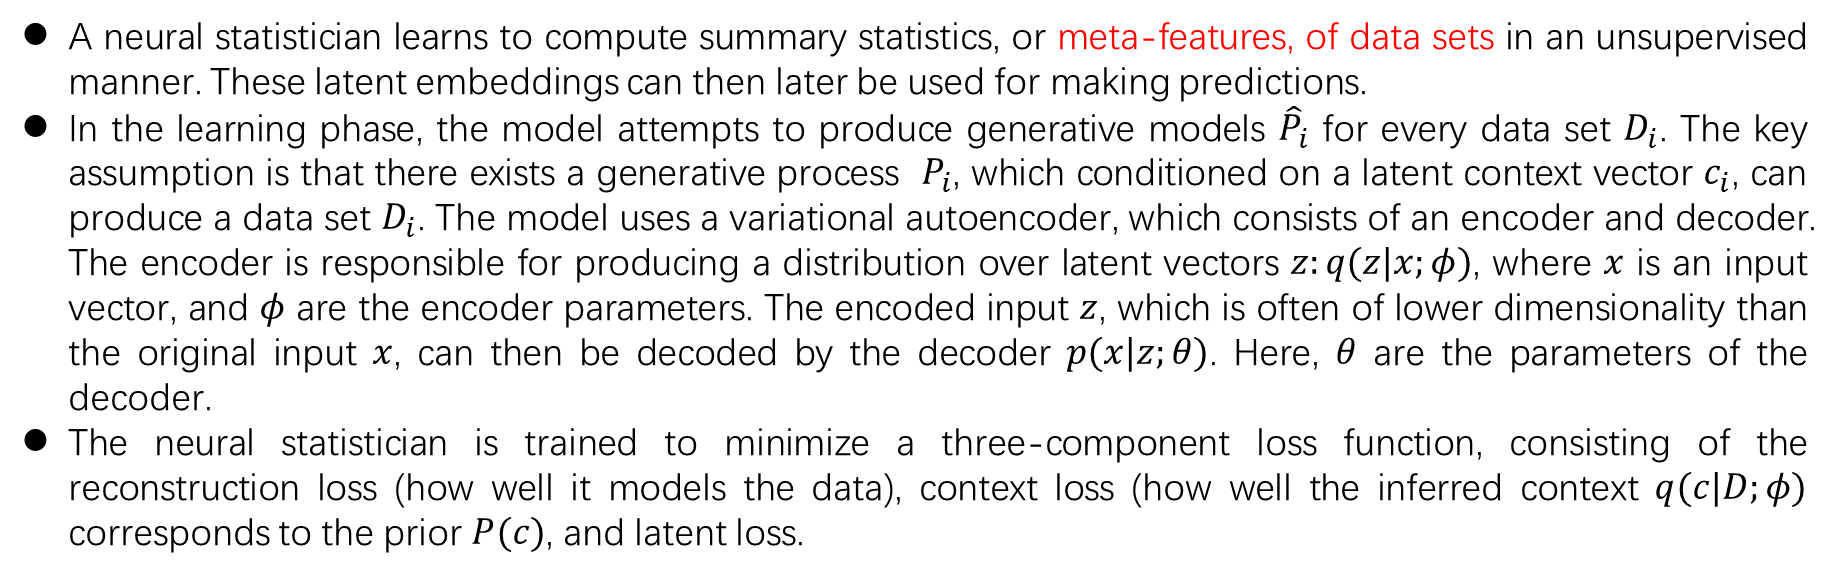 ● A neural statistician learns to compute summary statistics, or meta-features, of data sets in an unsupervised
manner. These latent embeddings can then later be used for making predictions.
● In the learning phase, the model attempts to produce generative models P̂ᵢ for every data set Dᵢ. The key
assumption is that there exists a generative process Pᵢ, which conditioned on a latent context vector cᵢ, can
produce a data set Dᵢ. The model uses a variational autoencoder, which consists of an encoder and decoder.
The encoder is responsible for producing a distribution over latent vectors z: q(z|x; ϕ), where x is an input
vector, and ϕ are the encoder parameters. The encoded input z, which is often of lower dimensionality than
the original input x, can then be decoded by the decoder p(x|z; θ). Here, θ are the parameters of the
decoder.
● The neural statistician is trained to minimize a three-component loss function, consisting of the
reconstruction loss (how well it models the data), context loss (how well the inferred context q(c|D; ϕ)
corresponds to the prior P(c), and latent loss.